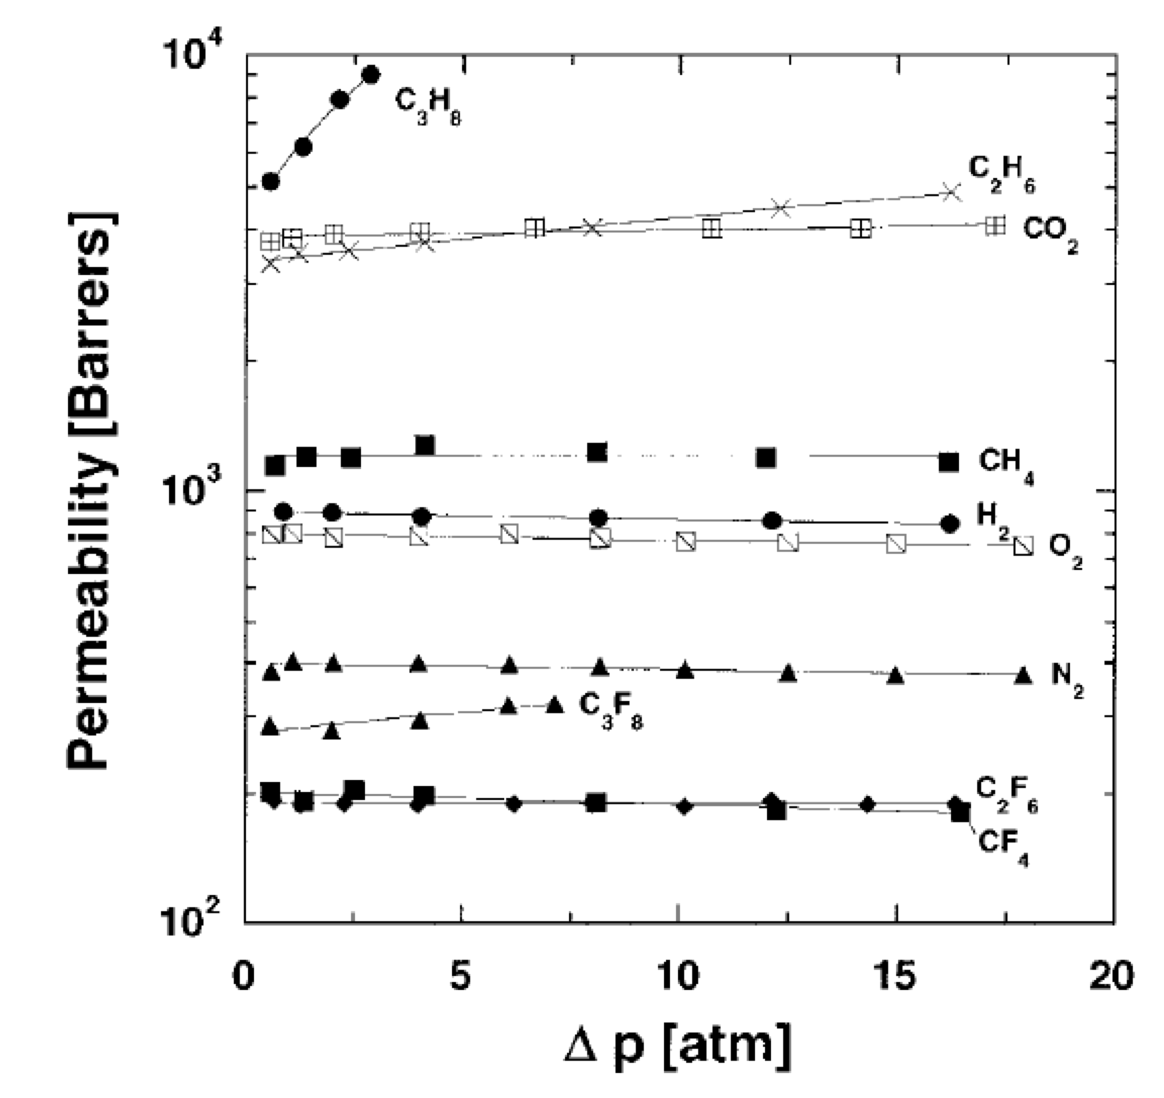 10⁴
C₃H₈
C₂H₆
CO₂
CH₄
10³
H₂
O₂
N₂
C₃F₈
C₂F₆
CF₄
10²
0 5 10 15 20
Δ p [atm]
Permeability [Barrers]